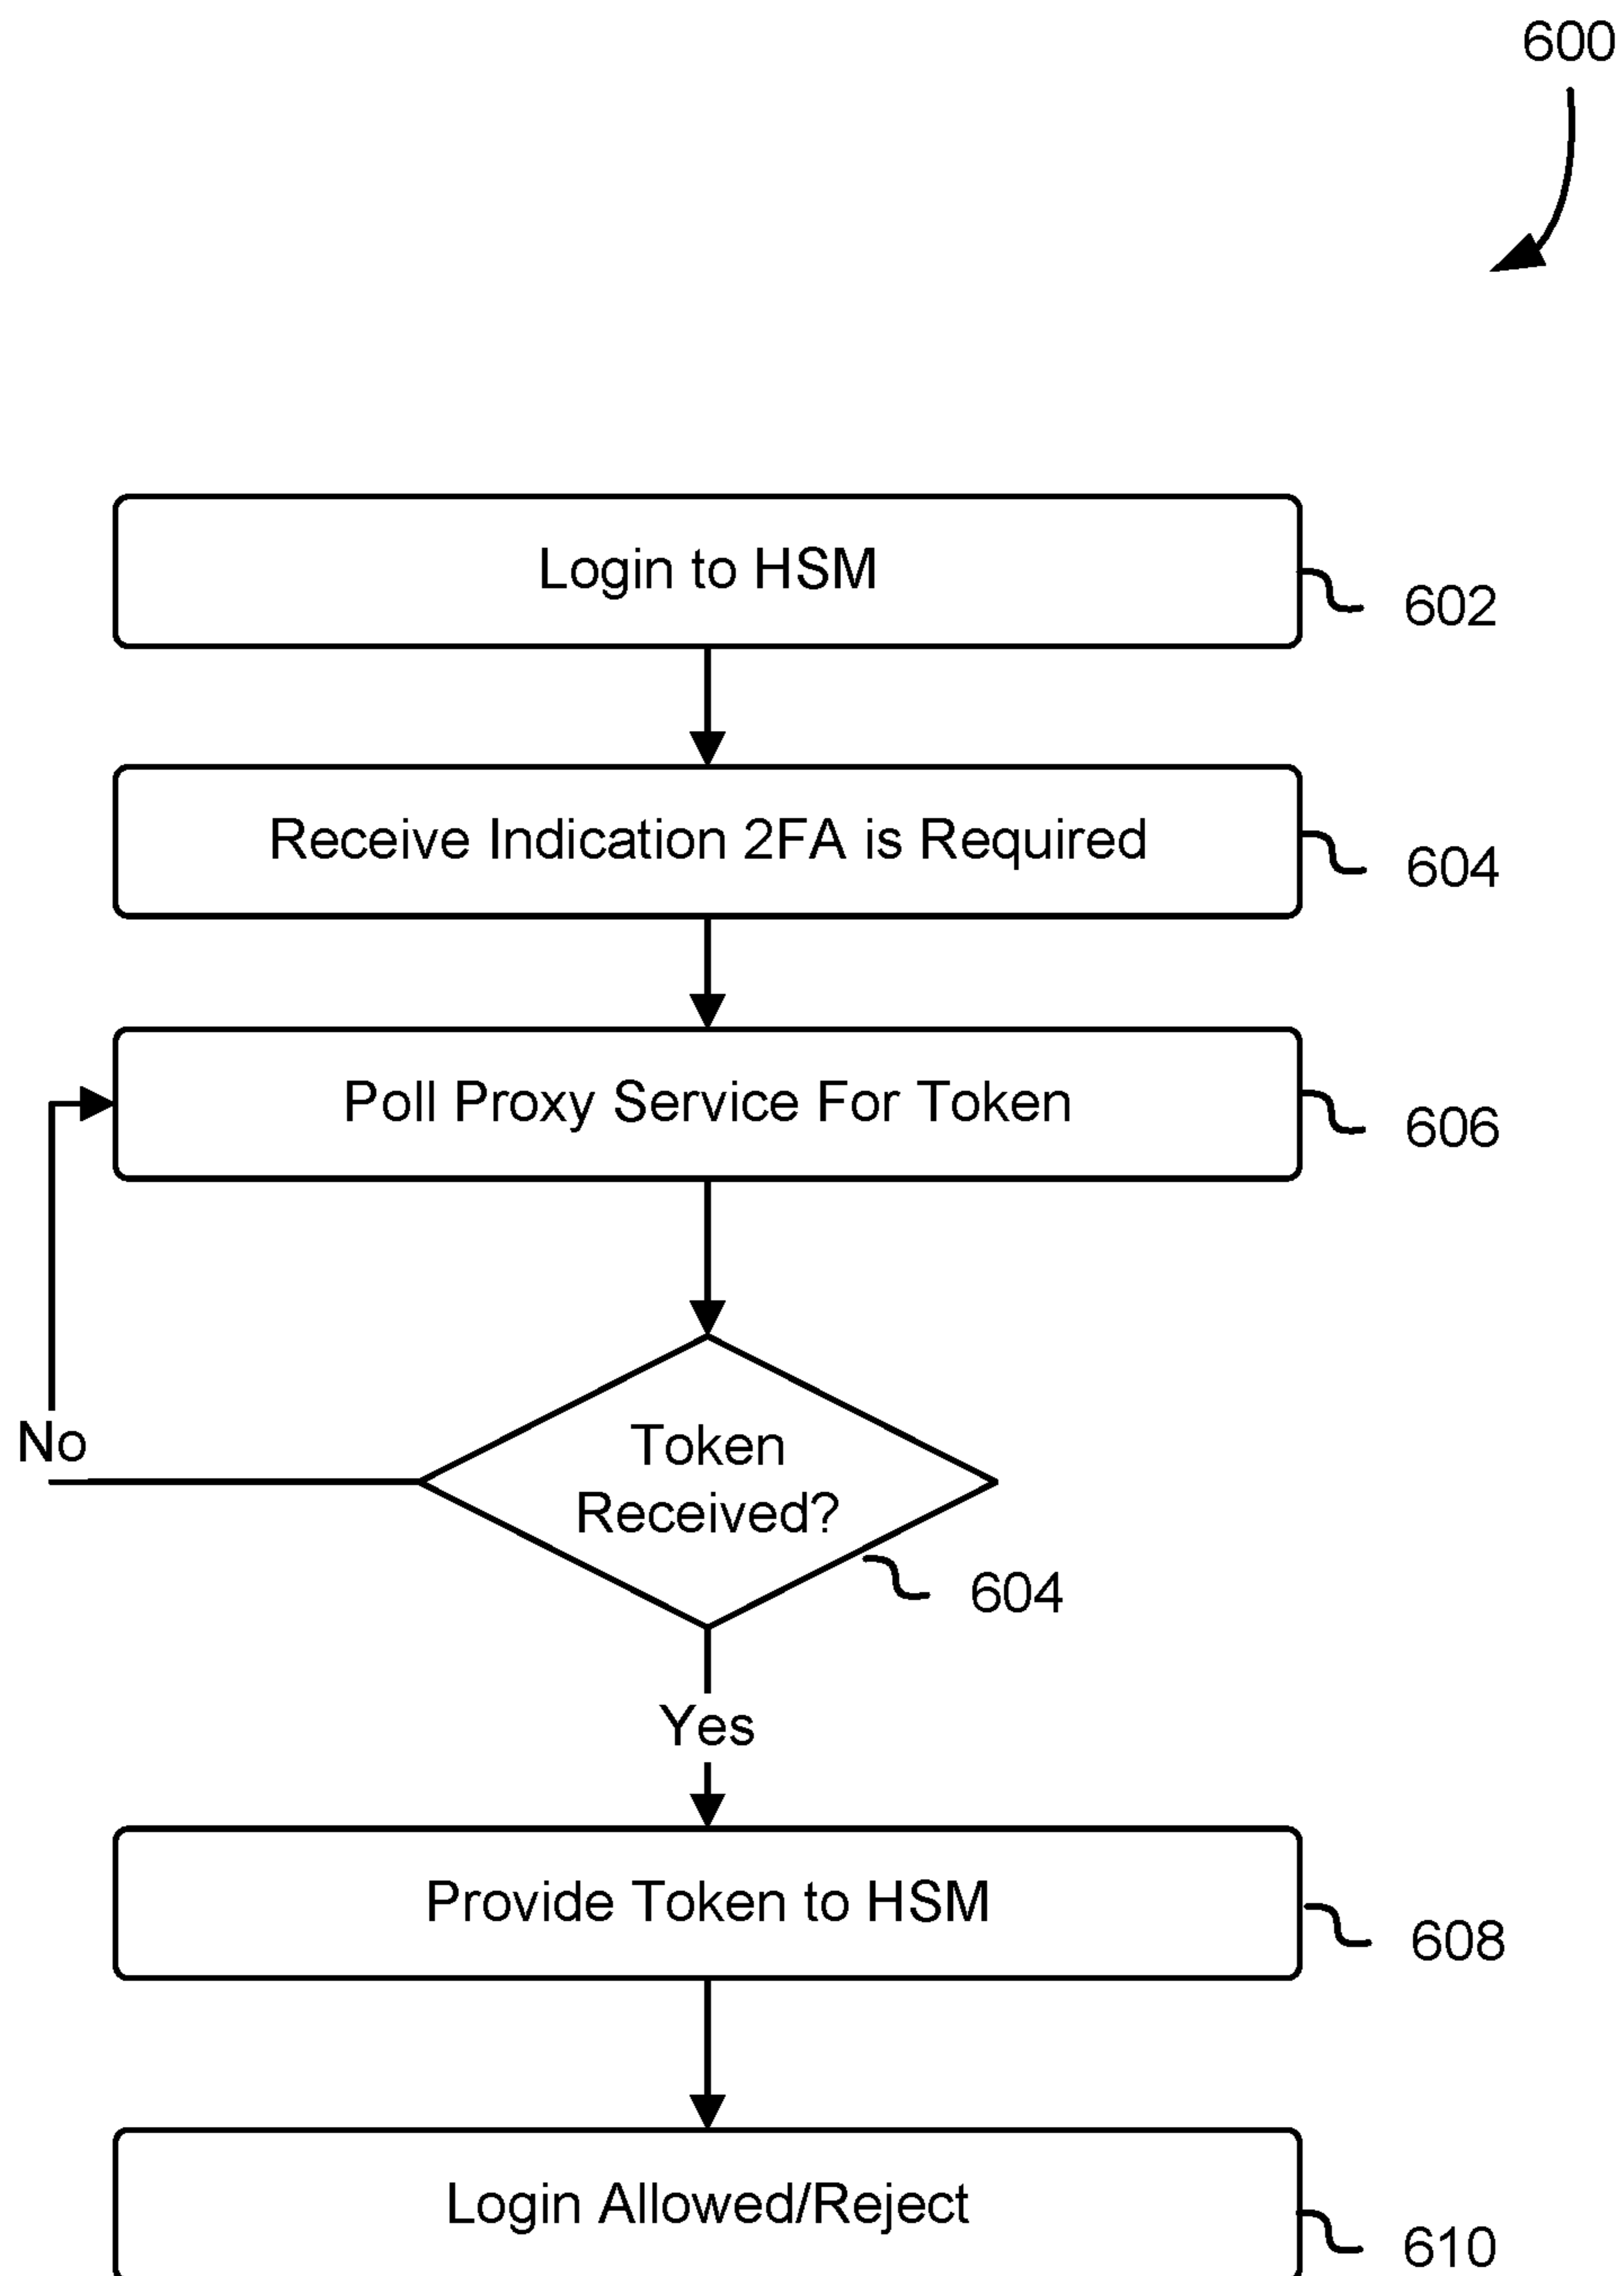 600
Login to HSM
602
Receive Indication 2FA is Required
604
Poll Proxy Service For Token
606
No
Token
Received?
604
Yes
Provide Token to HSM
608
Login Allowed/Reject
610